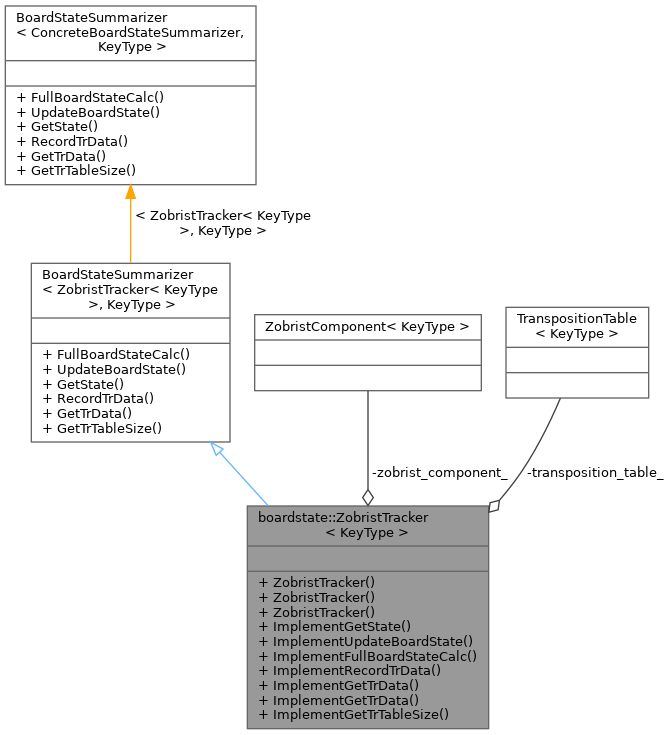 BoardStateSummarizer
< ConcreteBoardStateSummarizer,
KeyType >
+ FullBoardStateCalc()
+ UpdateBoardState()
+ GetState()
+ RecordTrData()
+ GetTrData()
+ GetTrTableSize()
< ZobristTracker< KeyType
>, KeyType >
BoardStateSummarizer
< ZobristTracker< KeyType
>, KeyType >
+ FullBoardStateCalc()
+ UpdateBoardState()
+ GetState()
+ RecordTrData()
+ GetTrData()
+ GetTrTableSize()
ZobristComponent< KeyType >
TranspositionTable
< KeyType >
-zobrist_component_
-transposition_table_
boardstate::ZobristTracker
< KeyType >
+ ZobristTracker()
+ ZobristTracker()
+ ZobristTracker()
+ ImplementGetState()
+ ImplementUpdateBoardState()
+ ImplementFullBoardStateCalc()
+ ImplementRecordTrData()
+ ImplementGetTrData()
+ ImplementGetTrData()
+ ImplementGetTrTableSize()